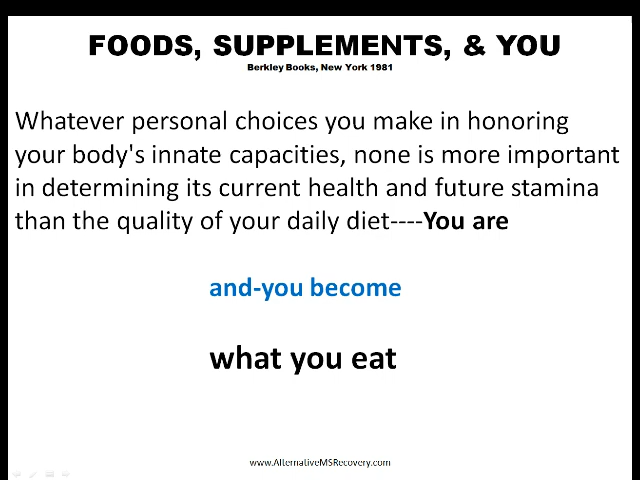 FOODS, SUPPLEMENTS, & YOU
Berkley Books, New York 1981
Whatever personal choices you make in honoring
your body's innate capacities, none is more important
in determining its current health and future stamina
than the quality of your daily diet----You are
and-you become
what you eat
www.AlternativeMSRecovery.com